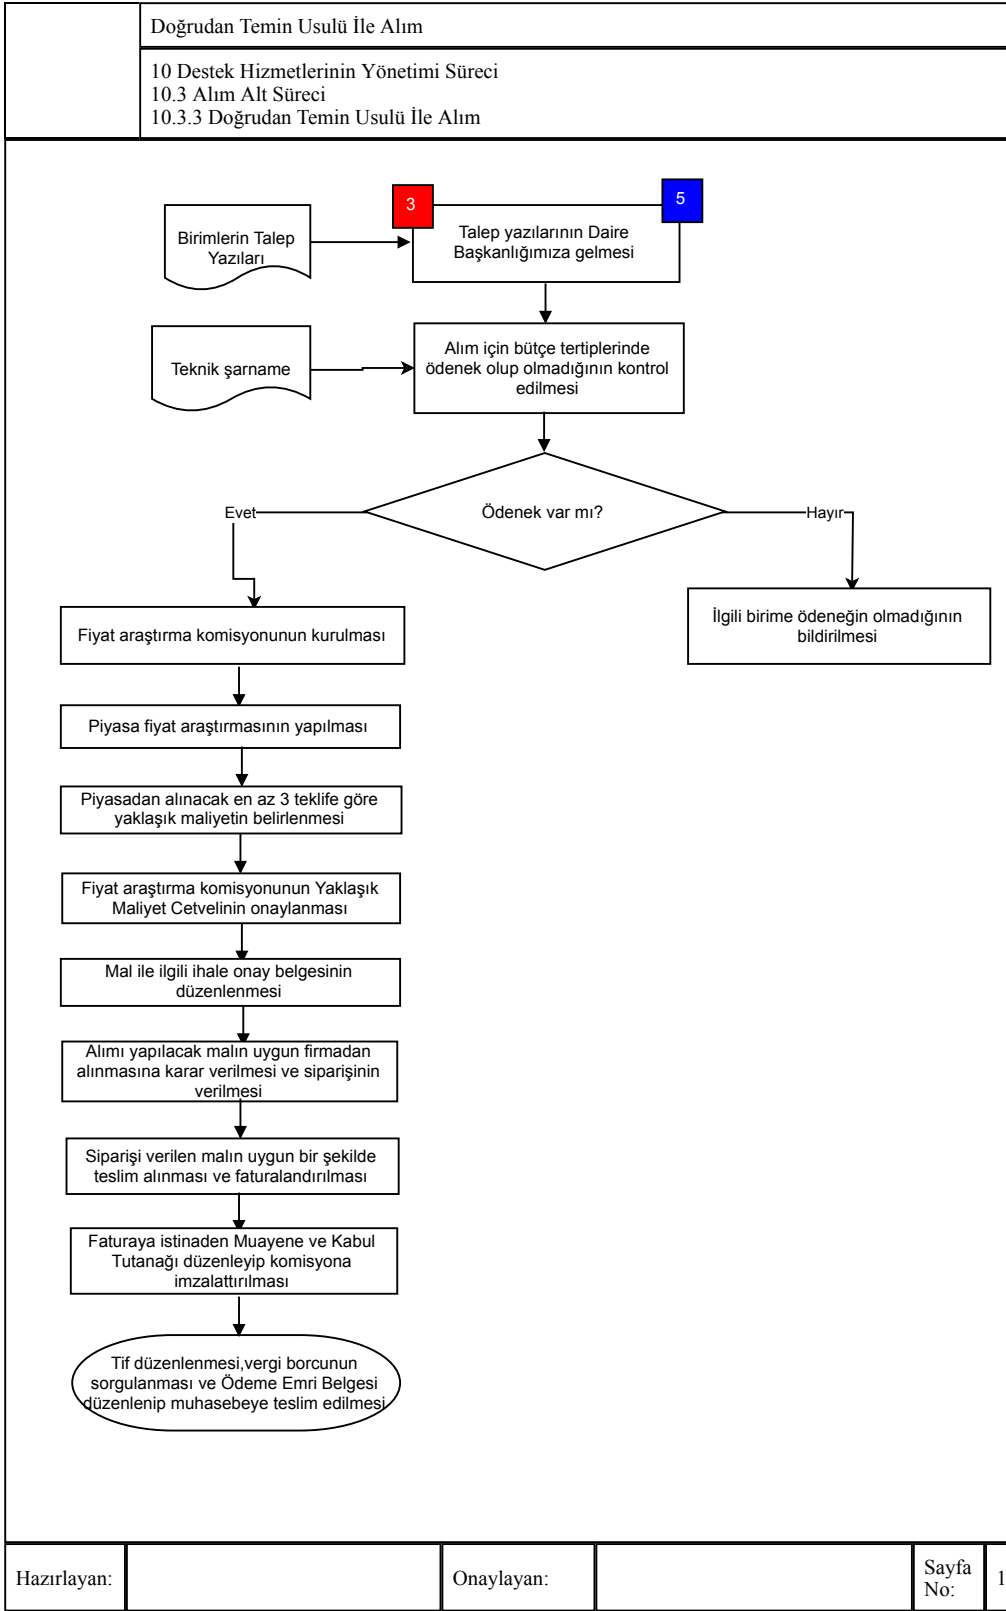 Doğrudan Temin Usulü İle Alım
10 Destek Hizmetlerinin Yönetimi Süreci
10.3 Alım Alt Süreci
10.3.3 Doğrudan Temin Usulü İle Alım
3
5
Birimlerin Talep
Yazıları
Talep yazılarının Daire
Başkanlığımıza gelmesi
Teknik şarname
Alım için bütçe tertiplerinde
ödenek olup olmadığının kontrol
edilmesi
Evet
Ödenek var mı?
Hayır
Fiyat araştırma komisyonunun kurulması
İlgili birime ödeneğin olmadığının
bildirilmesi
Piyasa fiyat araştırmasının yapılması
Piyasadan alınacak en az 3 teklife göre
yaklaşık maliyetin belirlenmesi
Fiyat araştırma komisyonunun Yaklaşık
Maliyet Cetvelinin onaylanması
Mal ile ilgili ihale onay belgesinin
düzenlenmesi
Alımı yapılacak malın uygun firmadan
alınmasına karar verilmesi ve siparişinin
verilmesi
Siparişi verilen malın uygun bir şekilde
teslim alınması ve faturalandırılması
Faturaya istinaden Muayene ve Kabul
Tutanağı düzenleyip komisyona
imzalattırılması
Tif düzenlenmesi,vergi borcunun
sorgulanması ve Ödeme Emri Belgesi
düzenlenip muhasebeye teslim edilmesi
Hazırlayan:
Onaylayan:
Sayfa
No:
1